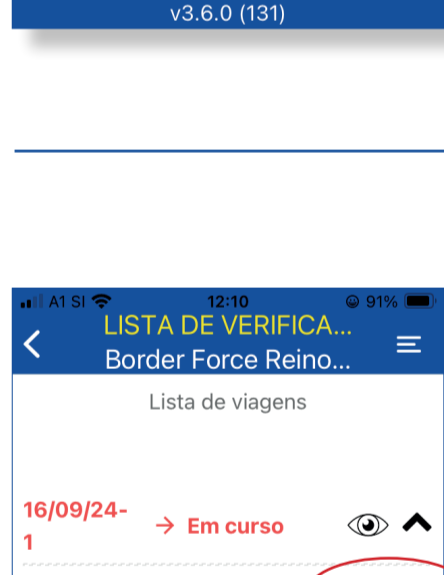 v3.6.0 (131)
A1 SI 12:10 91%
LISTA DE VERIFICA...
Border Force Reino...
Lista de viagens
16/09/24-
1
→ Em curso